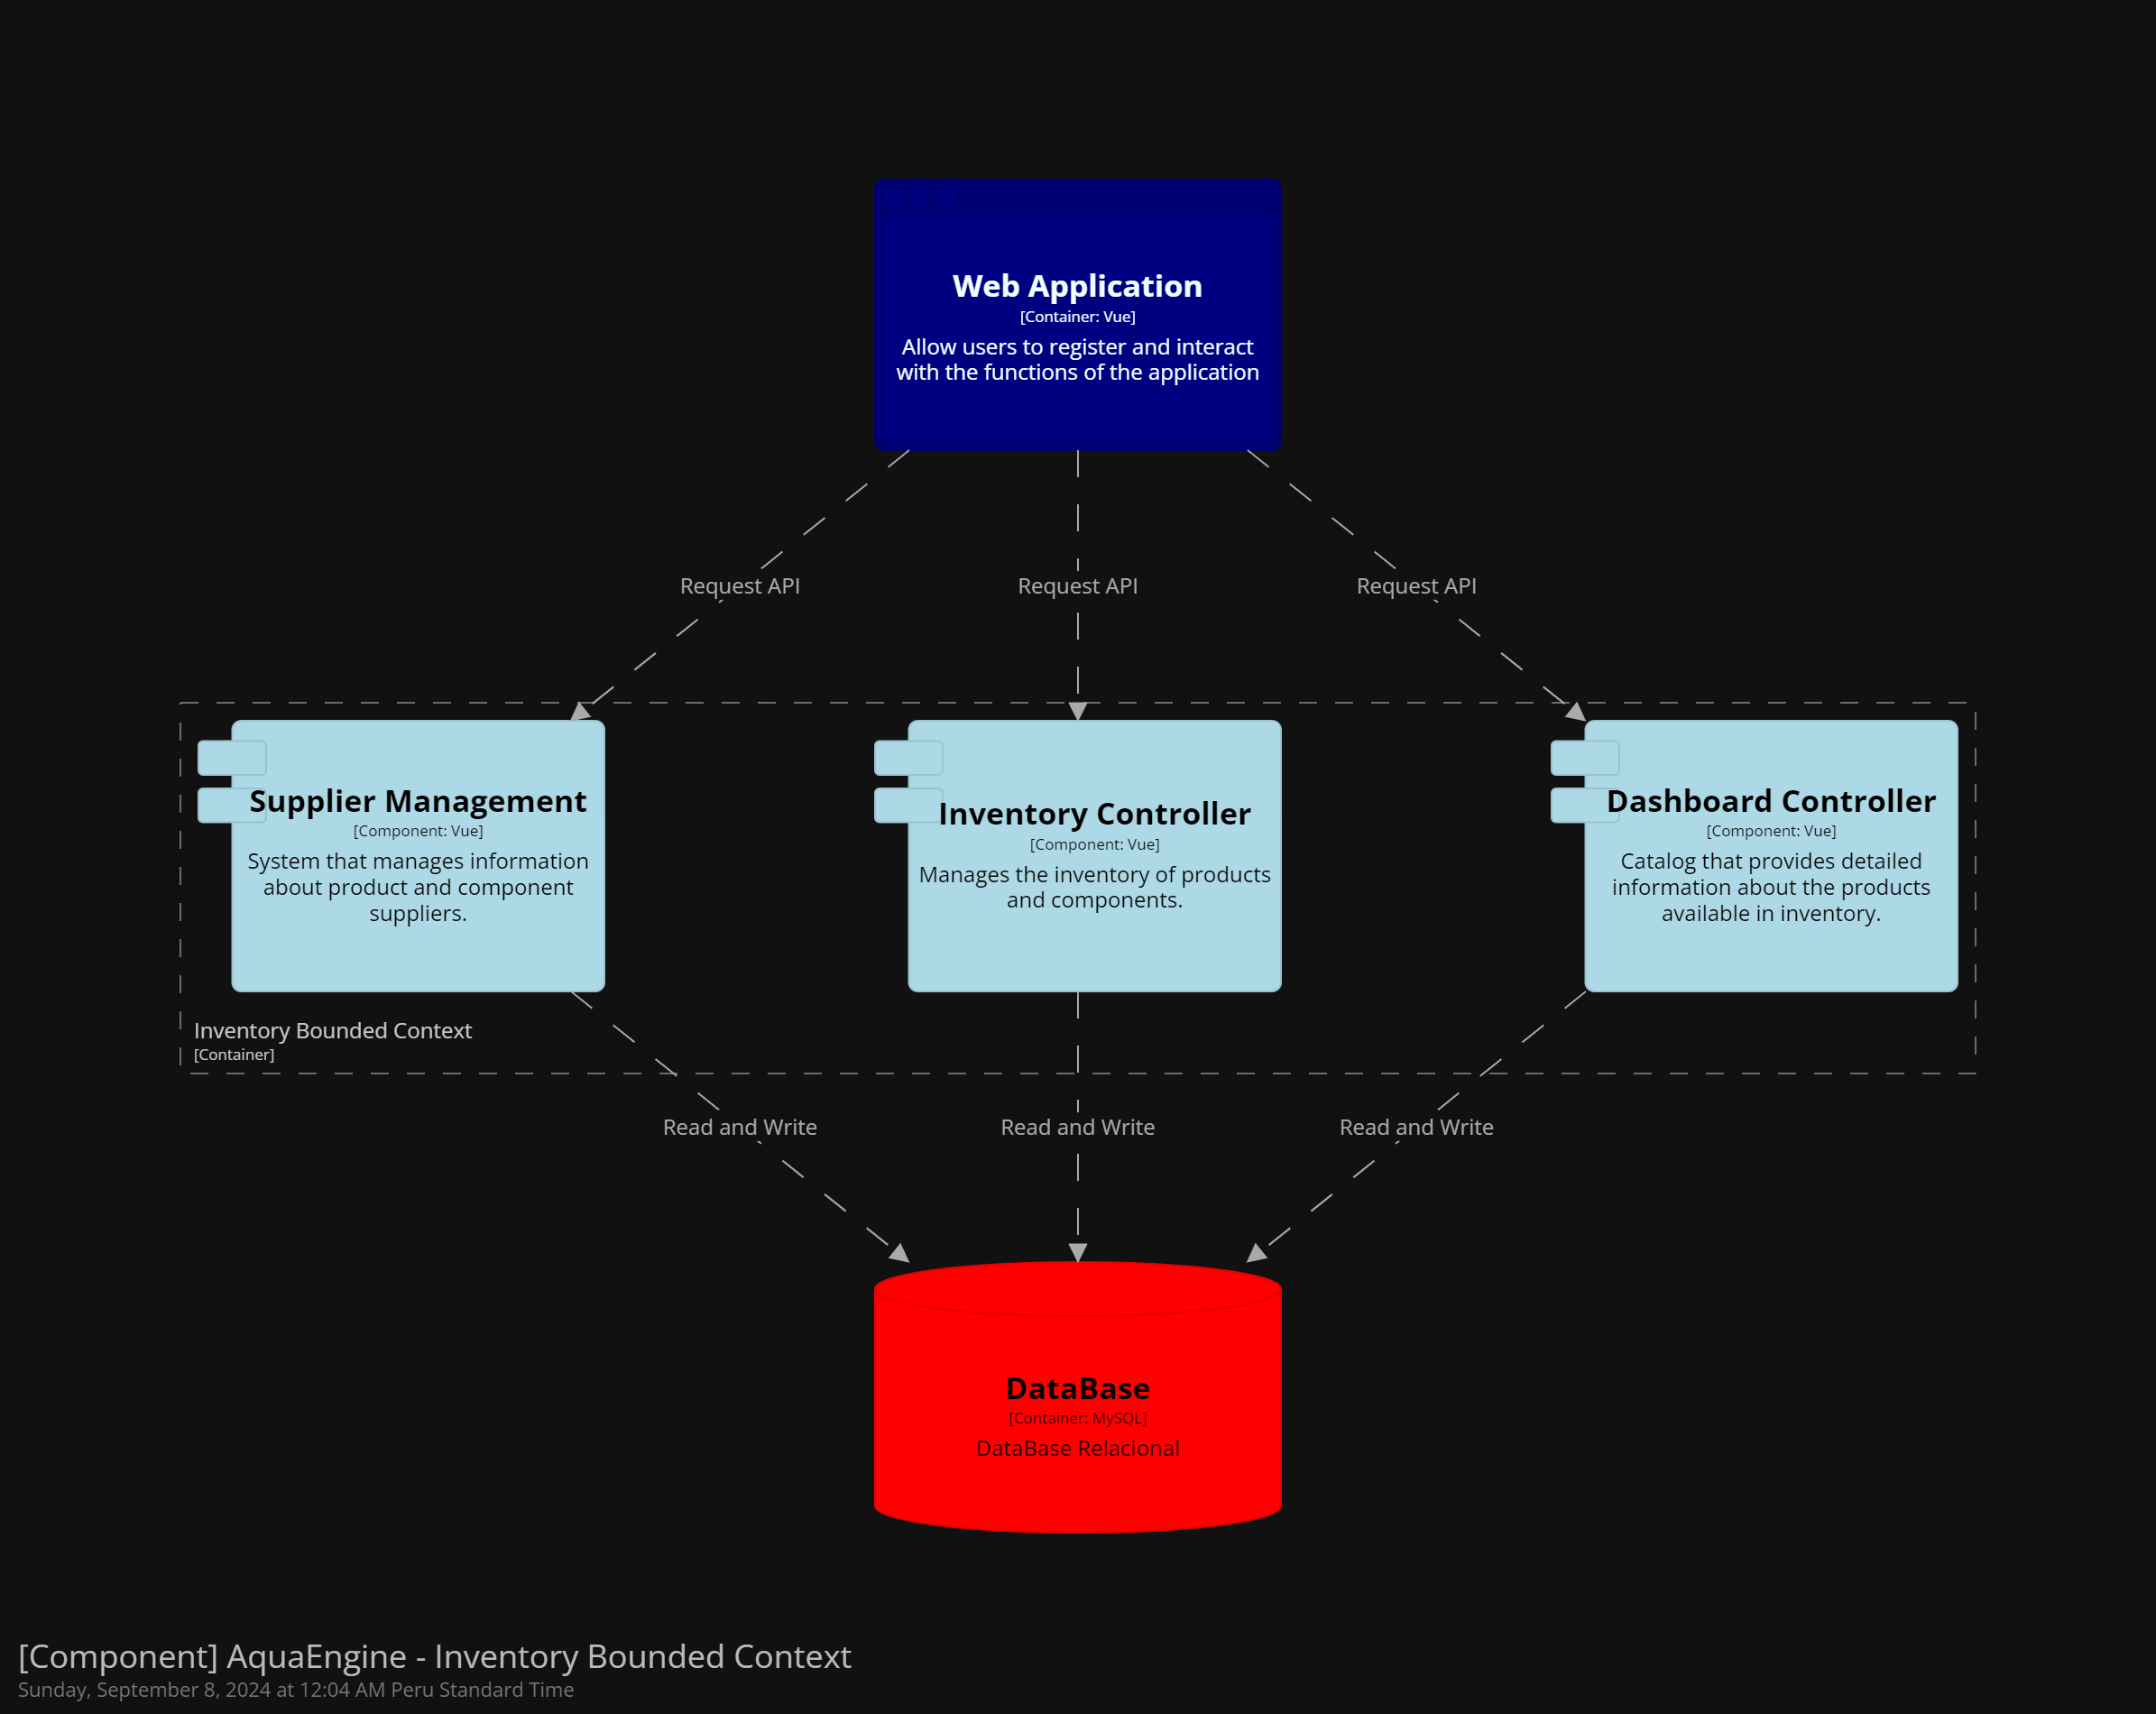 Web Application
[Container: Vue]
Allow users to register and interact
with the functions of the application
Request API
Request API
Request API
Supplier Management
[Component: Vue]
System that manages information
about product and component
suppliers.
Inventory Controller
[Component: Vue]
Manages the inventory of products
and components.
Dashboard Controller
[Component: Vue]
Catalog that provides detailed
information about the products
available in inventory.
Inventory Bounded Context
[Container]
Read and Write
Read and Write
Read and Write
DataBase
[Container: MySQL]
DataBase Relacional
[Component] AquaEngine - Inventory Bounded Context
Sunday, September 8, 2024 at 12:04 AM Peru Standard Time